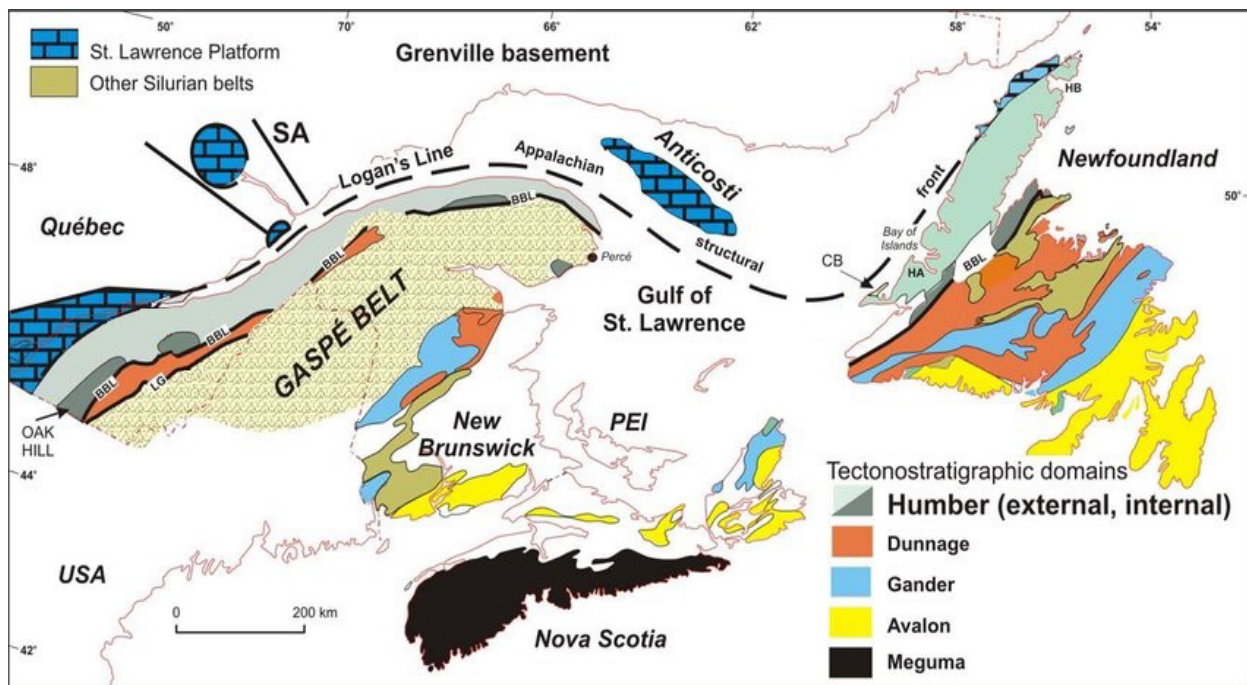 50°
70°
66°
62°
58°
54°
St. Lawrence Platform
Other Silurian belts
Grenville basement
HB
SA
48°
Logan's Line
Appalachian
Anticosti
Newfoundland
front
50°
Québec
BBL
structural
Bay of
Islands
BBL
Percé
CB
HA
BBL
Gulf of
St. Lawrence
GASPÉ BELT
BBL
BBL
LG
OAK
HILL
New
Brunswick
PEI
44°
Tectonostratigraphic domains
Humber (external, internal)
Dunnage
USA
Gander
0
200 km
Avalon
Nova Scotia
42°
Meguma